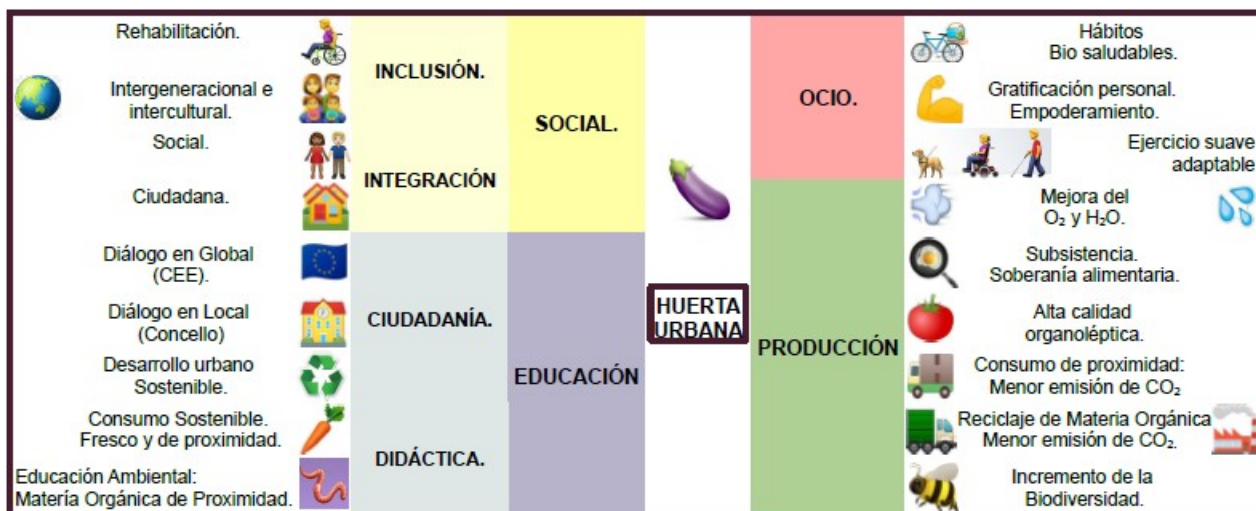 Rehabilitación.
Intergeneracional e
intercultural.
Social.
Ciudadana.
Diálogo en Global
(CEE).
Diálogo en Local
(Concello)
Desarrollo urbano
Sostenible.
Consumo Sostenible.
Fresco y de proximidad.
Educación Ambiental:
Matería Orgánica de Proximidad.
INCLUSIÓN.
INTEGRACIÓN
CIUDADANÍA.
DIDÁCTICA.
SOCIAL.
EDUCACIÓN
HUERTA
URBANA
OCIO.
PRODUCCIÓN
Hábitos
Bio saludables.
Gratificación personal.
Empoderamiento.
Ejercicio suave
adaptable
Mejora del
O₂ y H₂O.
Subsistencia.
Soberanía alimentaria.
Alta calidad
organoléptica.
Consumo de proximidad:
Menor emisión de CO₂
Reciclaje de Materia Orgánica
Menor emisión de CO₂.
Incremento de la
Biodiversidad.